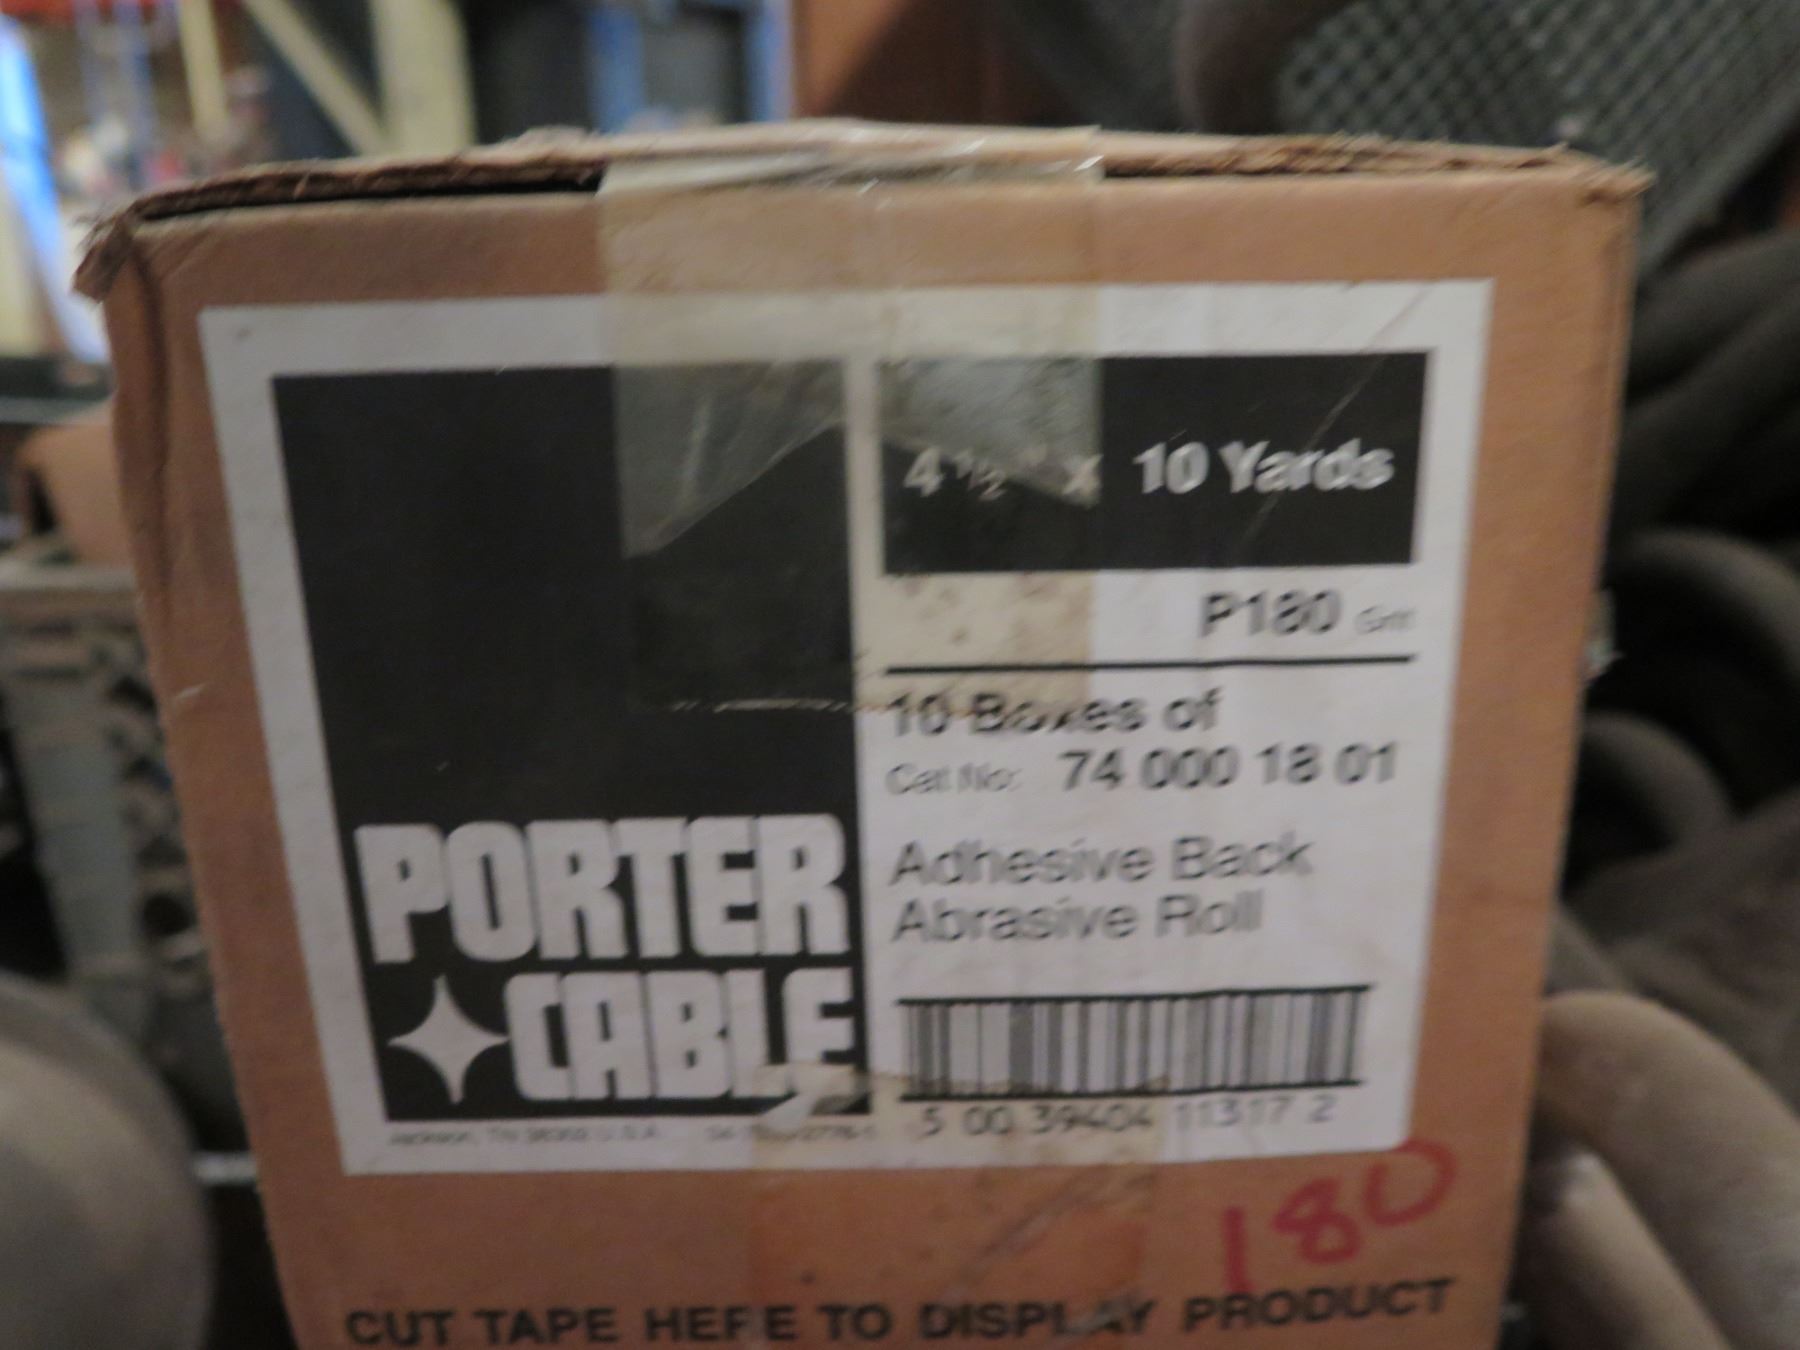 4 1/2" x 10 Yards
P180 Grit
10 Boxes of
Cat No: 74 000 18 01
Adhesive Back
Abrasive Roll
PORTER
CABLE
5 00 39404 11317 2
180
CUT TAPE HERE TO DISPLAY PRODUCT